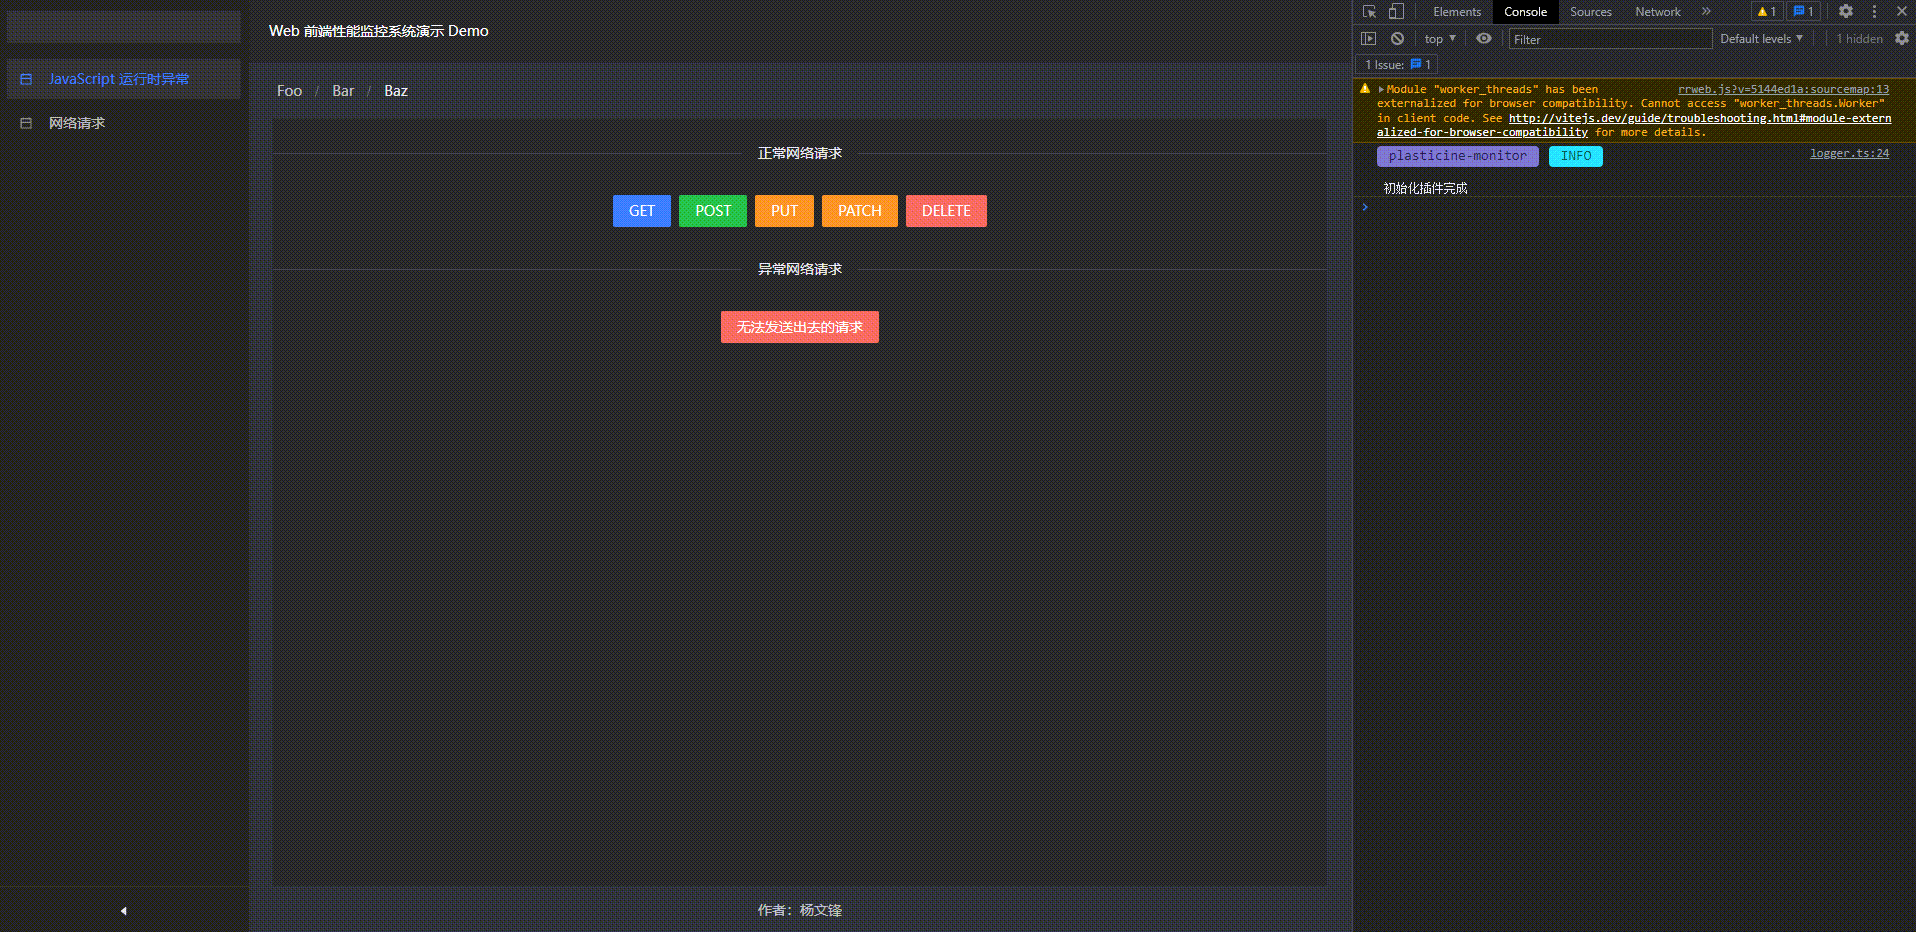 Web 前端性能监控系统演示 Demo
JavaScript 运行时异常
网络请求
Foo / Bar / Baz
正常网络请求
GET POST PUT PATCH DELETE
异常网络请求
无法发送出去的请求
作者：杨文锋
Elements Console Sources Network » 1 1
top Filter Default levels 1 hidden
1 Issue: 1
Module "worker_threads" has been rrweb.js?v=5144ed1a:sourcemap:13
externalized for browser compatibility. Cannot access "worker_threads.Worker"
in client code. See http://vitejs.dev/guide/troubleshooting.html#module-extern
alized-for-browser-compatibility for more details.
plasticine-monitor INFO logger.ts:24
初始化插件完成